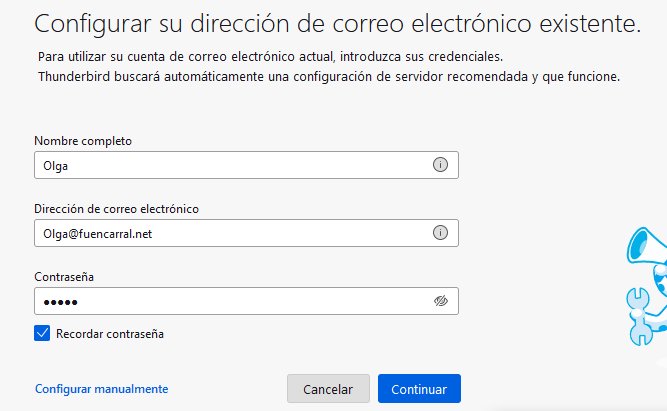 Configurar su dirección de correo electrónico existente.
Para utilizar su cuenta de correo electrónico actual, introduzca sus credenciales.
Thunderbird buscará automáticamente una configuración de servidor recomendada y que funcione.
Nombre completo
Olga
Dirección de correo electrónico
Olga@fuencarral.net
Contraseña
•••••
Recordar contraseña
Configurar manualmente
Cancelar
Continuar